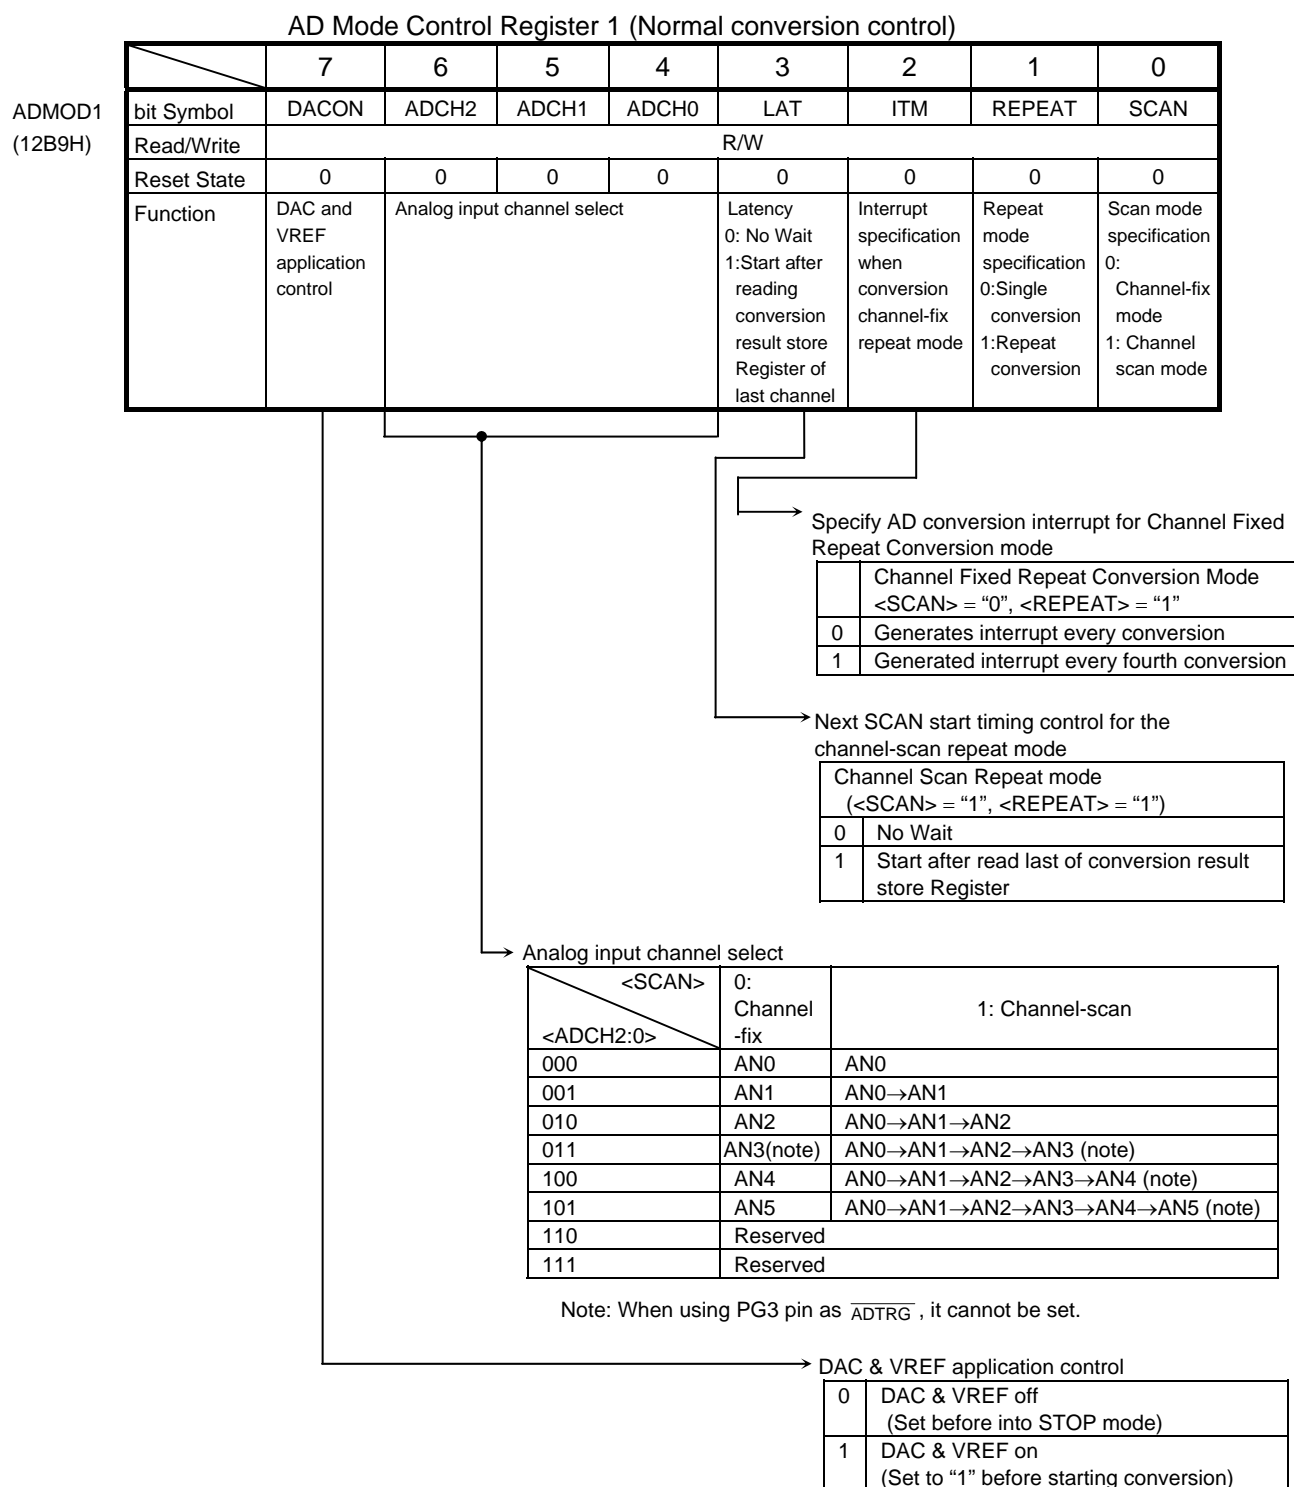 AD Mode Control Register 1 (Normal conversion control)
7 6 5 4 3 2 1 0
ADMOD1 bit Symbol DACON ADCH2 ADCH1 ADCH0 LAT ITM REPEAT SCAN
(12B9H) Read/Write R/W
Reset State 0 0 0 0 0 0 0 0
Function DAC and Analog input channel select Latency Interrupt Repeat Scan mode
VREF 0: No Wait specification mode specification
application 1:Start after when specification 0:
control reading conversion 0:Single Channel-fix
conversion channel-fix conversion mode
result store repeat mode 1:Repeat 1: Channel
Register of conversion scan mode
last channel
Specify AD conversion interrupt for Channel Fixed
Repeat Conversion mode
Channel Fixed Repeat Conversion Mode
<SCAN> = “0”, <REPEAT> = “1”
0 Generates interrupt every conversion
1 Generated interrupt every fourth conversion
Next SCAN start timing control for the
channel-scan repeat mode
Channel Scan Repeat mode
(<SCAN> = “1”, <REPEAT> = “1”)
0 No Wait
1 Start after read last of conversion result
store Register
Analog input channel select
<SCAN> 0:
Channel 1: Channel-scan
<ADCH2:0> -fix
000 AN0 AN0
001 AN1 AN0→AN1
010 AN2 AN0→AN1→AN2
011 AN3(note) AN0→AN1→AN2→AN3 (note)
100 AN4 AN0→AN1→AN2→AN3→AN4 (note)
101 AN5 AN0→AN1→AN2→AN3→AN4→AN5 (note)
110 Reserved
111 Reserved
Note: When using PG3 pin as ADTRG , it cannot be set.
DAC & VREF application control
0 DAC & VREF off
(Set before into STOP mode)
1 DAC & VREF on
(Set to “1” before starting conversion)